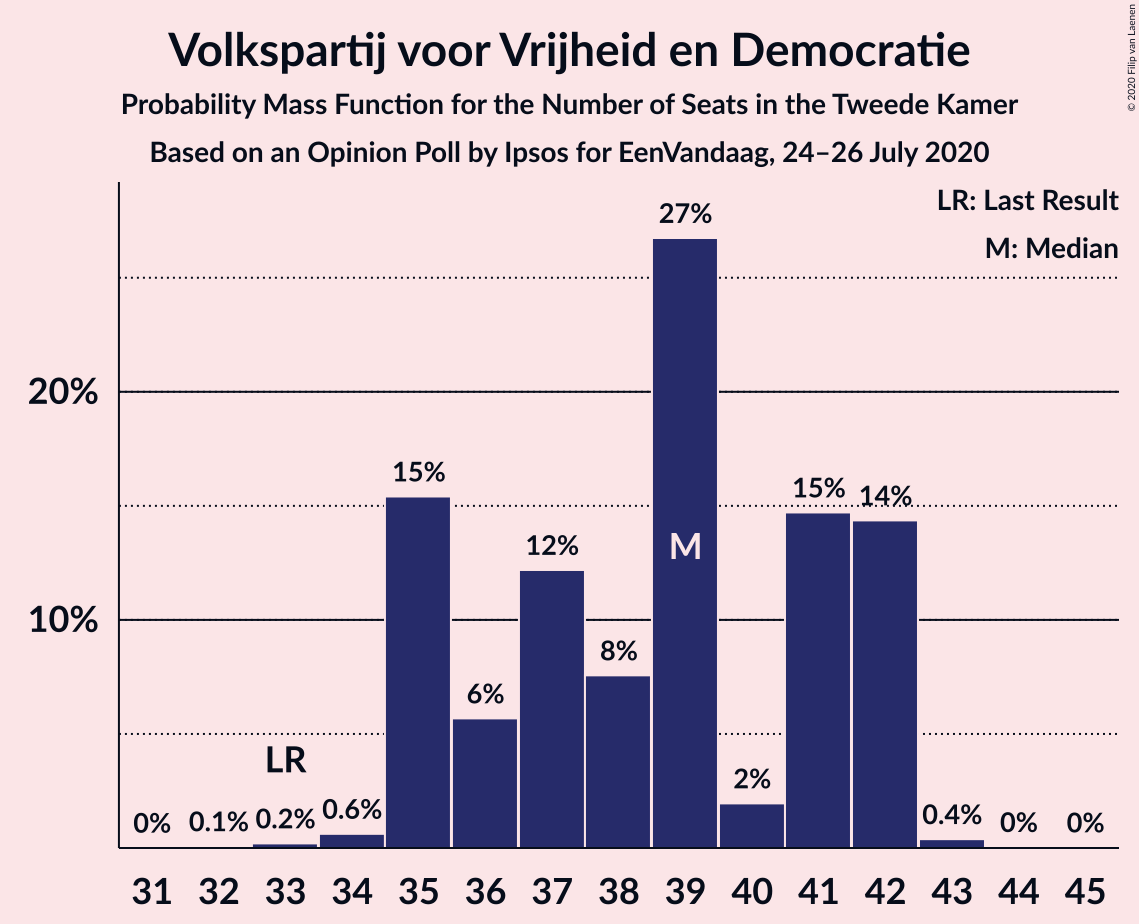 Volkspartij voor Vrijheid en Democratie
Probability Mass Function for the Number of Seats in the Tweede Kamer
Based on an Opinion Poll by Ipsos for EenVandaag, 24–26 July 2020
© 2020 Filip van Laenen
LR: Last Result
M: Median
27%
20%
15%
15%
14%
12%
M
10%
8%
6%
LR
2%
0%
0.1%
0.2%
0.6%
0.4%
0%
0%
31 32 33 34 35 36 37 38 39 40 41 42 43 44 45